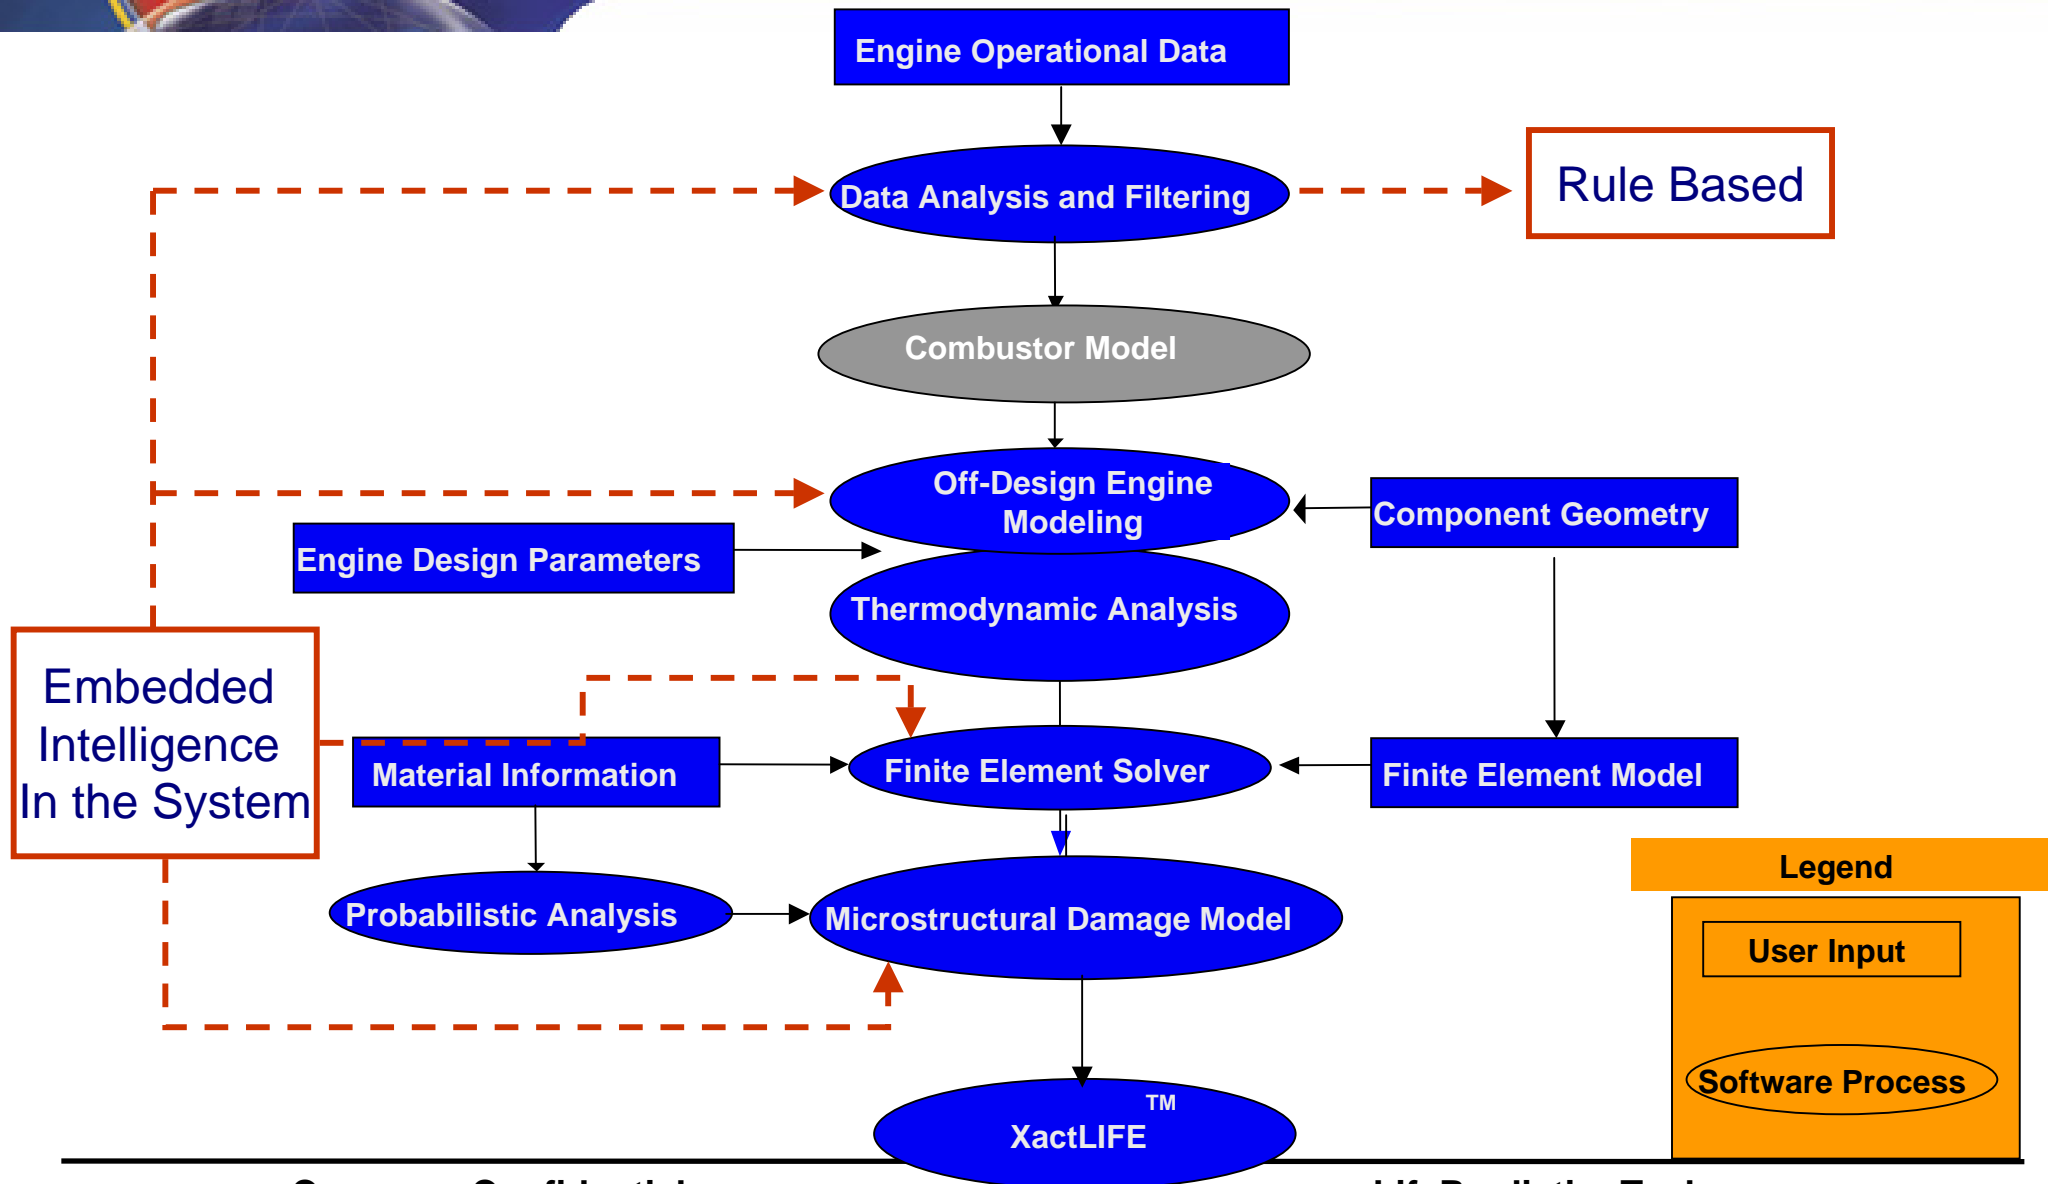 Engine Operational Data
Data Analysis and Filtering
Rule Based
Combustor Model
Off-Design Engine
Modeling
Component Geometry
Engine Design Parameters
Thermodynamic Analysis
Embedded
Intelligence
In the System
Material Information
Finite Element Solver
Finite Element Model
Legend
Probabilistic Analysis
Microstructural Damage Model
User Input
Software Process
XactLIFE TM